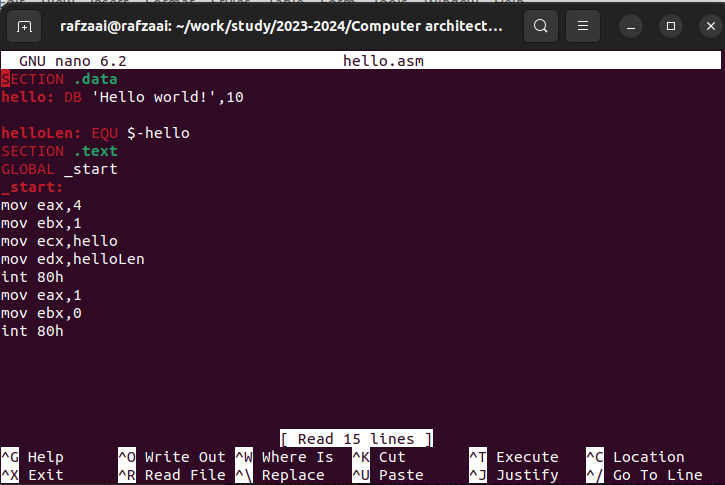 rafzaai@rafzaai: ~/work/study/2023-2024/Computer architect...
GNU nano 6.2 hello.asm
SECTION .data
hello: DB 'Hello world!',10
helloLen: EQU $-hello
SECTION .text
GLOBAL _start
_start:
mov eax,4
mov ebx,1
mov ecx,hello
mov edx,helloLen
int 80h
mov eax,1
mov ebx,0
int 80h
[ Read 15 lines ]
^G Help ^O Write Out ^W Where Is ^K Cut ^T Execute ^C Location
^X Exit ^R Read File ^\ Replace ^U Paste ^J Justify ^/ Go To Line